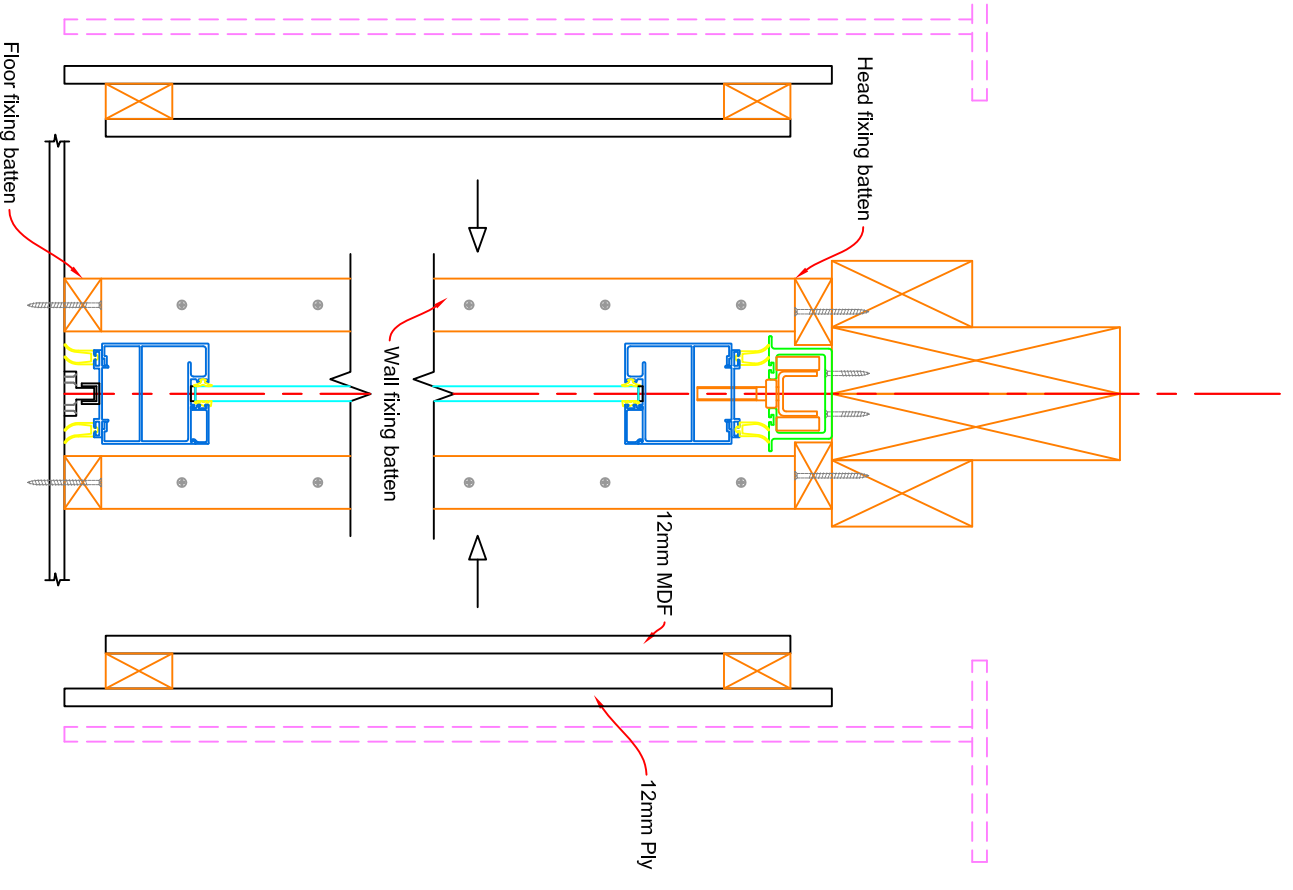 Head fixing batten
Floor fixing batten
Wall fixing batten
12mm MDF
12mm Ply